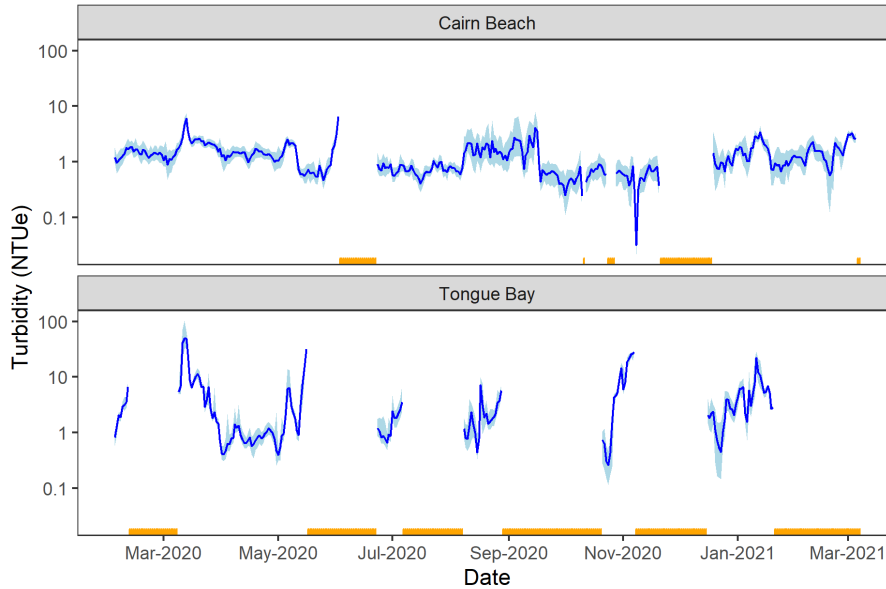 Cairn Beach
100
10
1
0.1
Tongue Bay
100
10
1
0.1
Turbidity (NTUe)
Mar-2020 May-2020 Jul-2020 Sep-2020 Nov-2020 Jan-2021 Mar-2021
Date